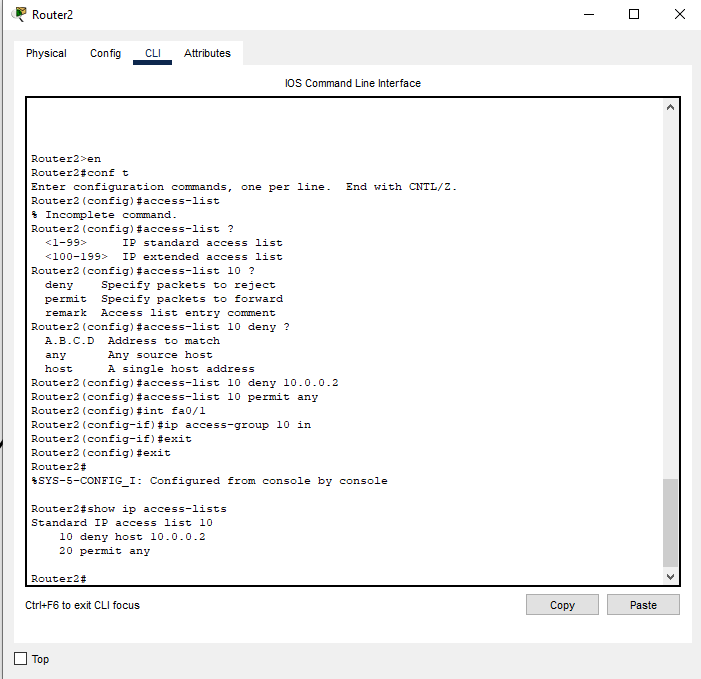 Router2
Physical Config CLI Attributes
IOS Command Line Interface
Router2>en
Router2#conf t
Enter configuration commands, one per line.  End with CNTL/Z.
Router2(config)#access-list
% Incomplete command.
Router2(config)#access-list ?
  <1-99>     IP standard access list
  <100-199>  IP extended access list
Router2(config)#access-list 10 ?
  deny    Specify packets to reject
  permit  Specify packets to forward
  remark  Access list entry comment
Router2(config)#access-list 10 deny ?
  A.B.C.D  Address to match
  any      Any source host
  host     A single host address
Router2(config)#access-list 10 deny 10.0.0.2
Router2(config)#access-list 10 permit any
Router2(config)#int fa0/1
Router2(config-if)#ip access-group 10 in
Router2(config-if)#exit
Router2(config)#exit
Router2#
%SYS-5-CONFIG_I: Configured from console by console
Router2#show ip access-lists
Standard IP access list 10
    10 deny host 10.0.0.2
    20 permit any
Router2#
Ctrl+F6 to exit CLI focus
Copy Paste
Top